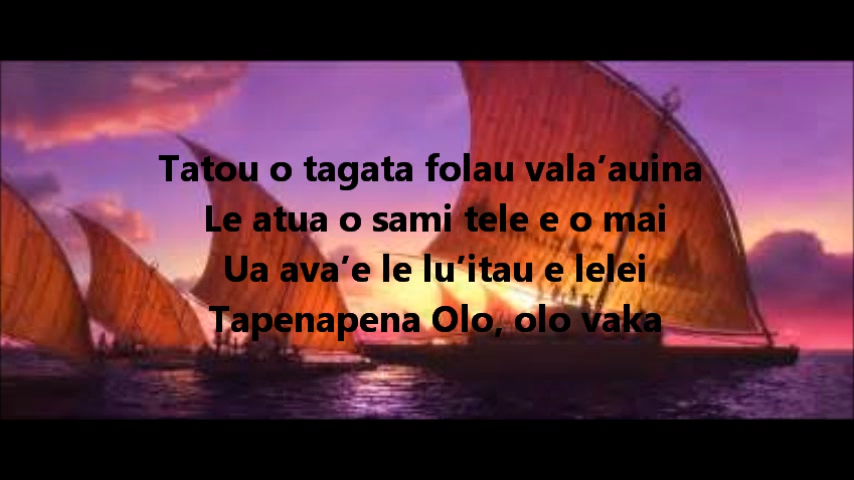 Tatou o tagata folau vala’auina
Le atua o sami tele e o mai
Ua ava’e le lu’itau e lelei
Tapenapena Olo, olo vaka